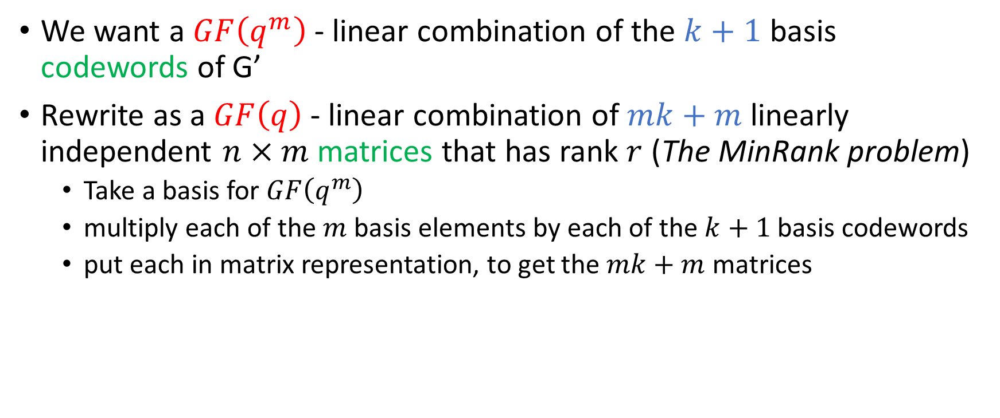 • We want a 𝐺𝐹(𝑞ᵐ) - linear combination of the 𝑘 + 1 basis
codewords of G’
• Rewrite as a 𝐺𝐹(𝑞) - linear combination of 𝑚𝑘 + 𝑚 linearly
independent 𝑛 × 𝑚 matrices that has rank 𝑟 (The MinRank problem)
• Take a basis for 𝐺𝐹(𝑞ᵐ)
• multiply each of the 𝑚 basis elements by each of the 𝑘 + 1 basis codewords
• put each in matrix representation, to get the 𝑚𝑘 + 𝑚 matrices